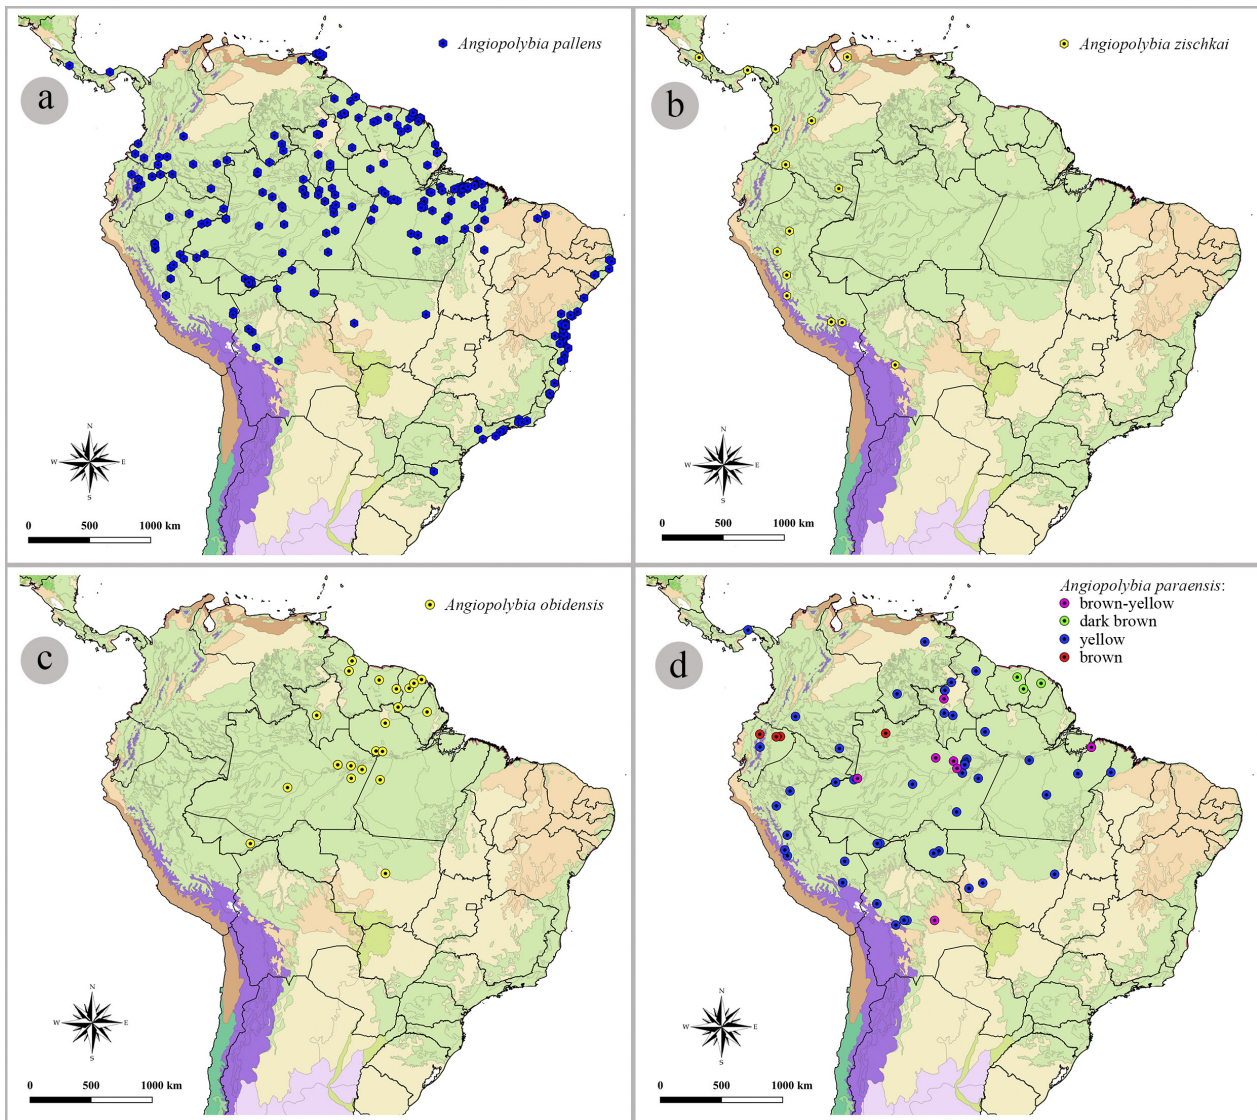 a
Angiopolybia pallens
N
W E
S
0 500 1000 km
b
Angiopolybia zischkai
N
W E
S
0 500 1000 km
c
Angiopolybia obidensis
N
W E
S
0 500 1000 km
d
Angiopolybia paraensis:
brown-yellow
dark brown
yellow
brown
N
W E
S
0 500 1000 km